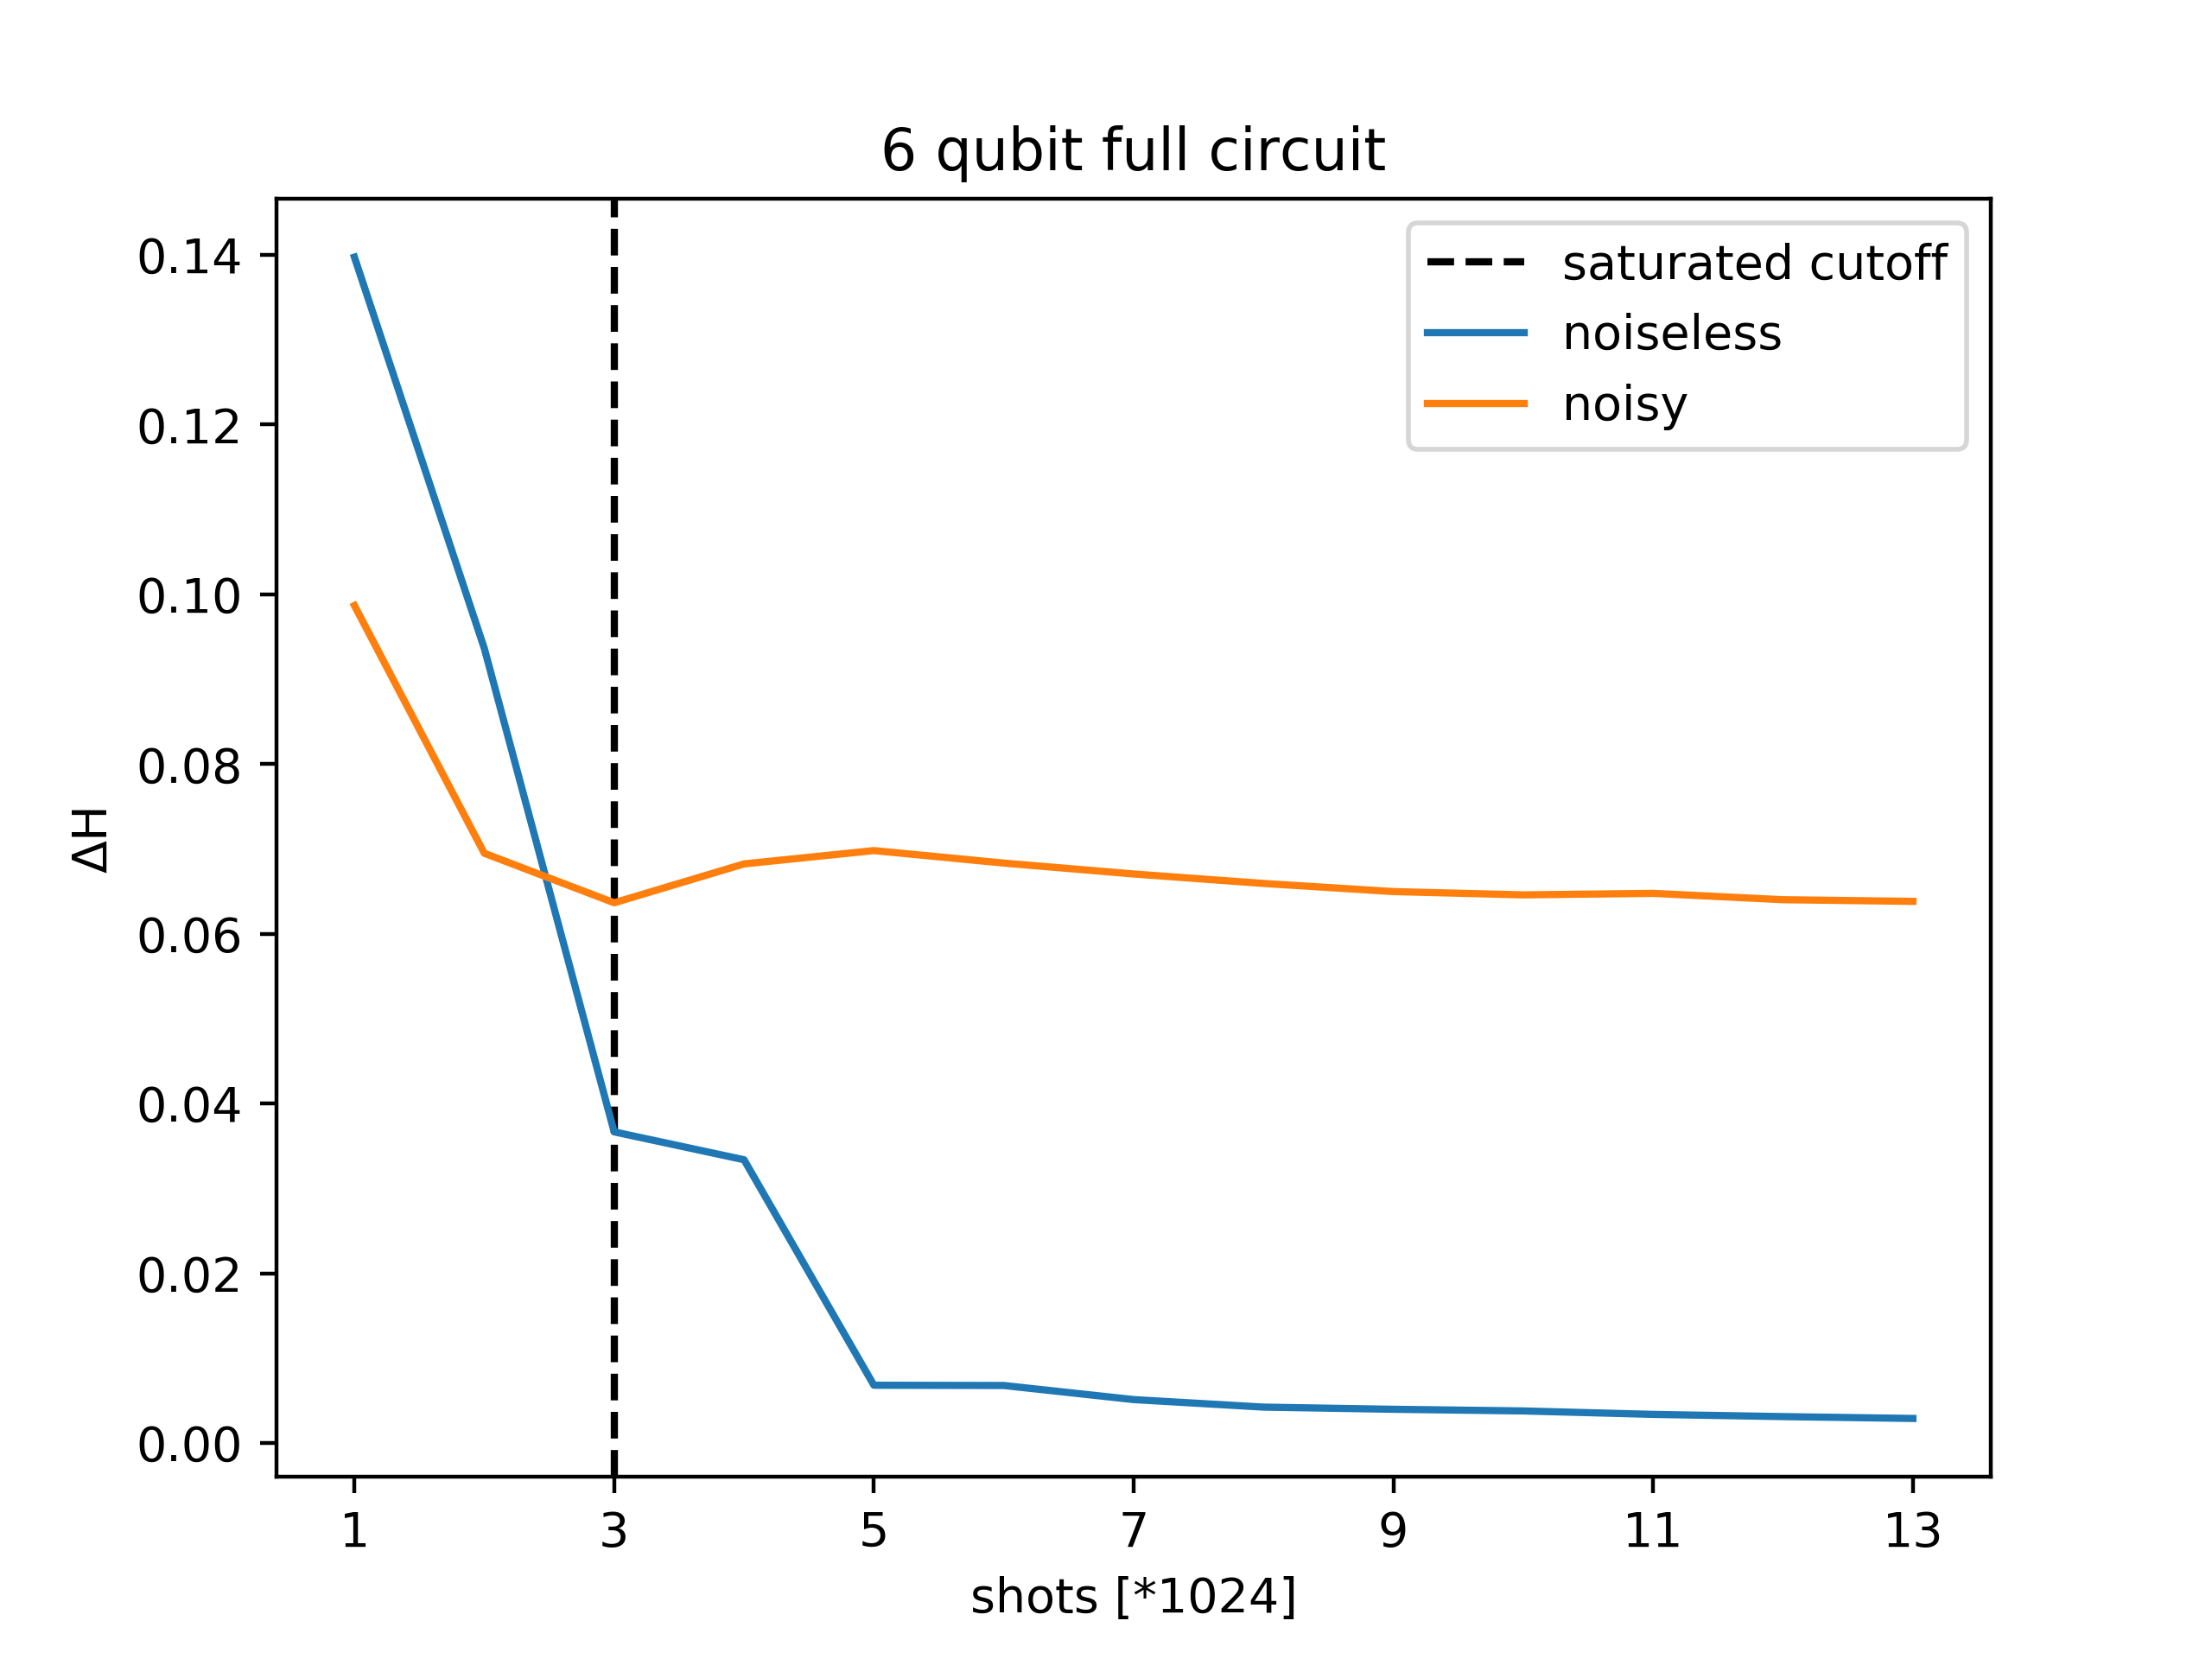 6 qubit full circuit
saturated cutoff
noiseless
noisy
0.14
0.12
0.10
0.08
0.06
0.04
0.02
0.00
ΔH
1 3 5 7 9 11 13
shots [*1024]